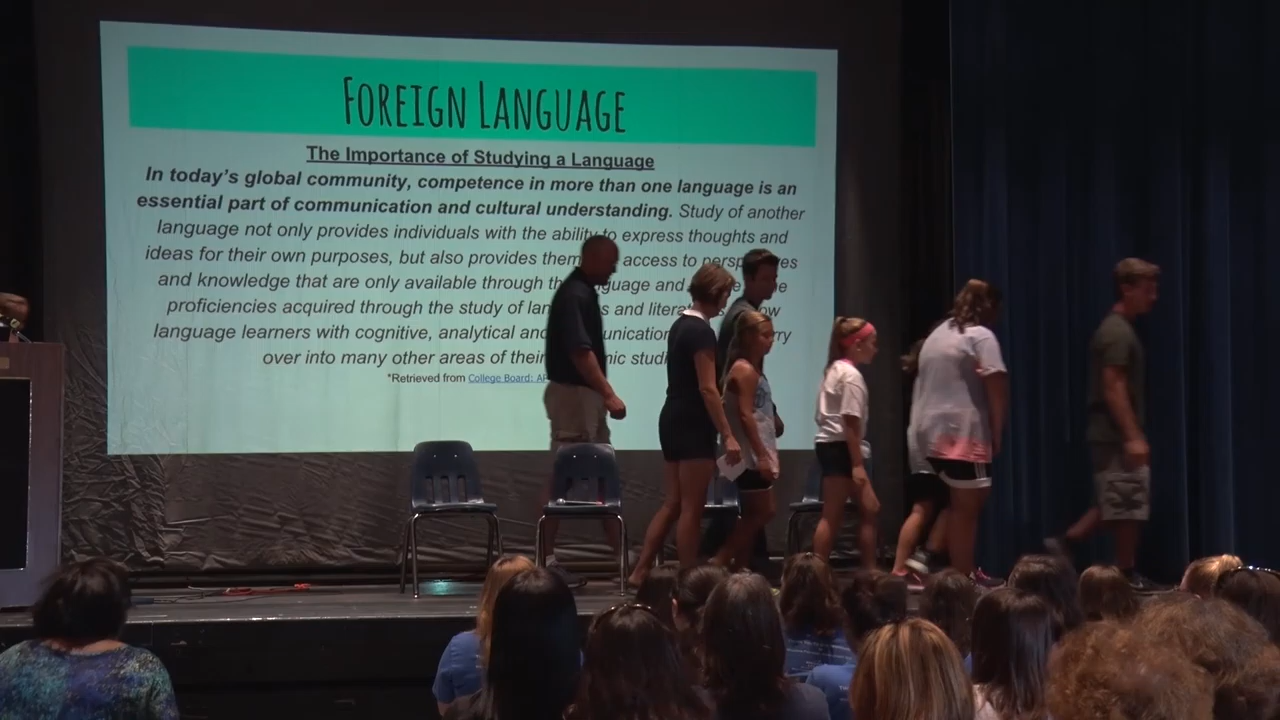 FOREIGN LANGUAGE
The Importance of Studying a Language
In today's global community, competence in more than one language is an
essential part of communication and cultural understanding. Study of another
language not only provides individuals with the ability to express thoughts and
ideas for their own purposes, but also provides them access to
and knowledge that are only available through
proficiencies acquired through the study of and
language learners with cognitive, analytical and
over into many other areas of their
*Retrieved from College Board: